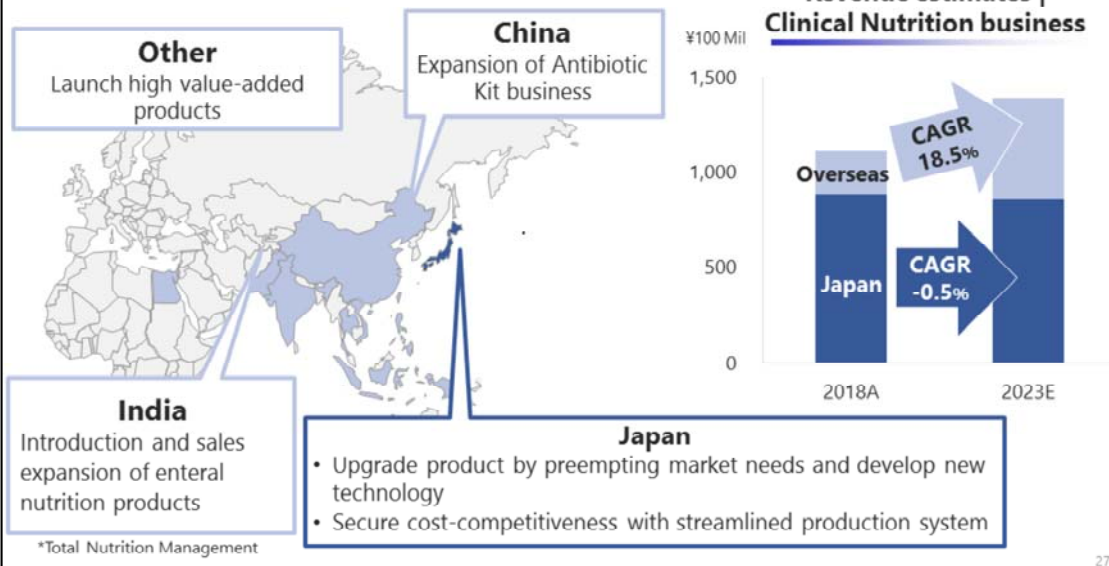 Revenue estimates |
Clinical Nutrition business
Other
Launch high value-added
products
China
Expansion of Antibiotic
Kit business
¥100 Mil
1,500
1,000
500
0
Overseas
Japan
CAGR
18.5%
CAGR
-0.5%
2018A
2023E
India
Introduction and sales
expansion of enteral
nutrition products
Japan
• Upgrade product by preempting market needs and develop new
technology
• Secure cost-competitiveness with streamlined production system
*Total Nutrition Management
27